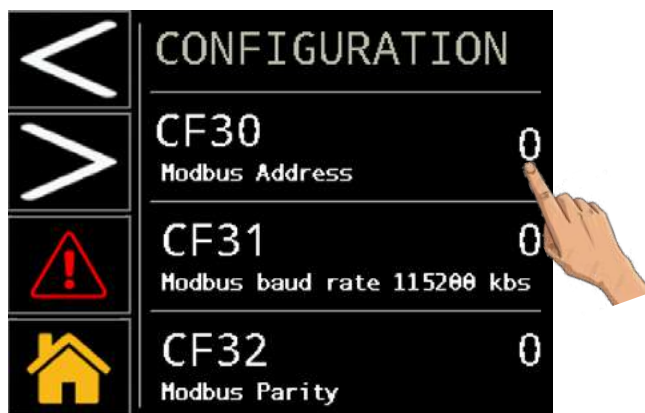 CONFIGURATION
CF30 0
Modbus Address
CF31 0
Modbus baud rate 115200 kbs
CF32 0
Modbus Parity